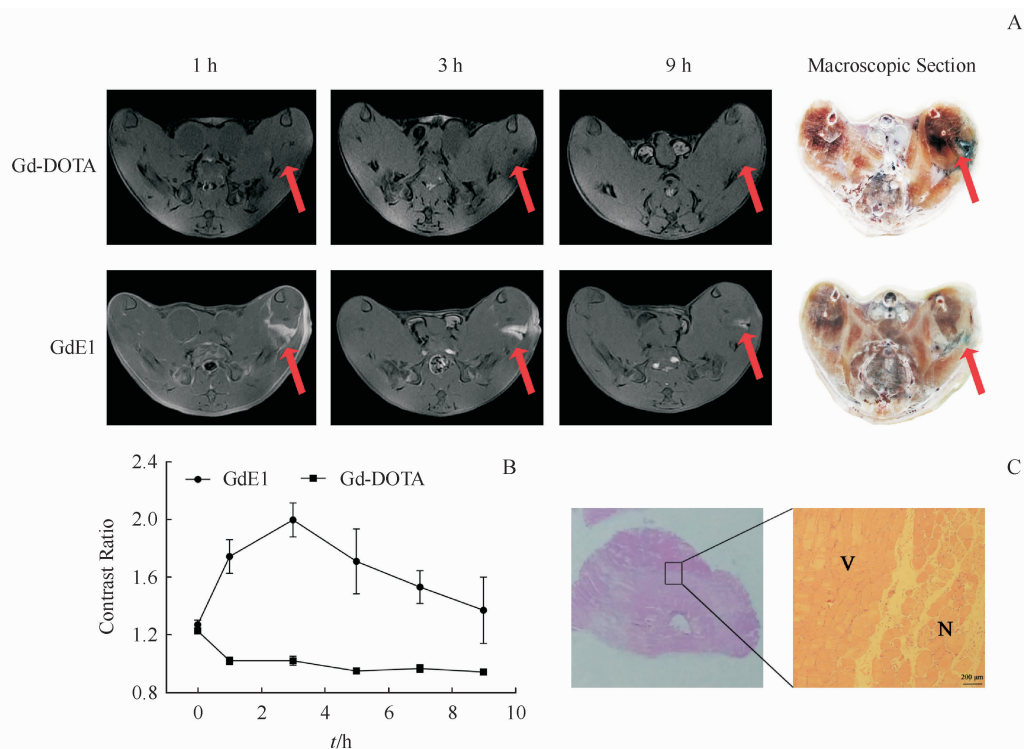 A
1 h 3 h 9 h Macroscopic Section
Gd-DOTA
GdE1
B
GdE1 Gd-DOTA
Contrast Ratio
2.4
2.0
1.6
1.2
0.8
0 2 4 6 8 10
t/h
C
V
N
200 μm